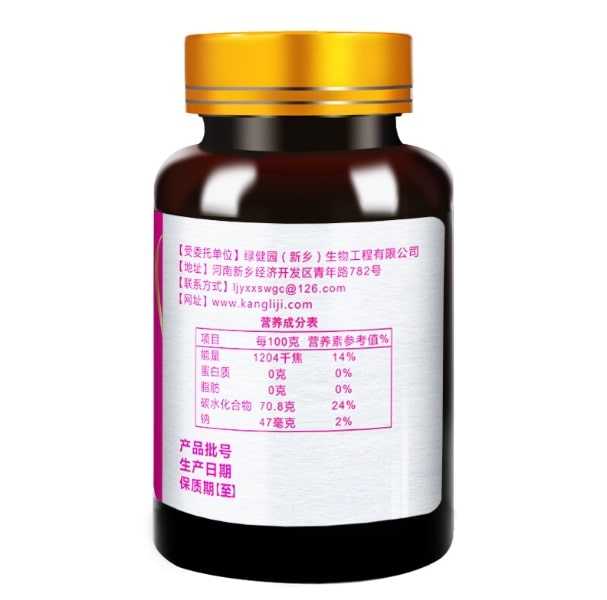 【受委托单位】绿健园（新乡）生物工程有限公司
【地址】河南新乡经济开发区青年路782号
【联系方式】ljyxxswgc@126.com
【网址】www.kangliji.com
营养成分表
项目 每100克 营养素参考值%
能量 1204千焦 14%
蛋白质 0克 0%
脂肪 0克 0%
碳水化合物 70.8克 24%
钠 47毫克 2%
产品批号
生产日期
保质期【至】